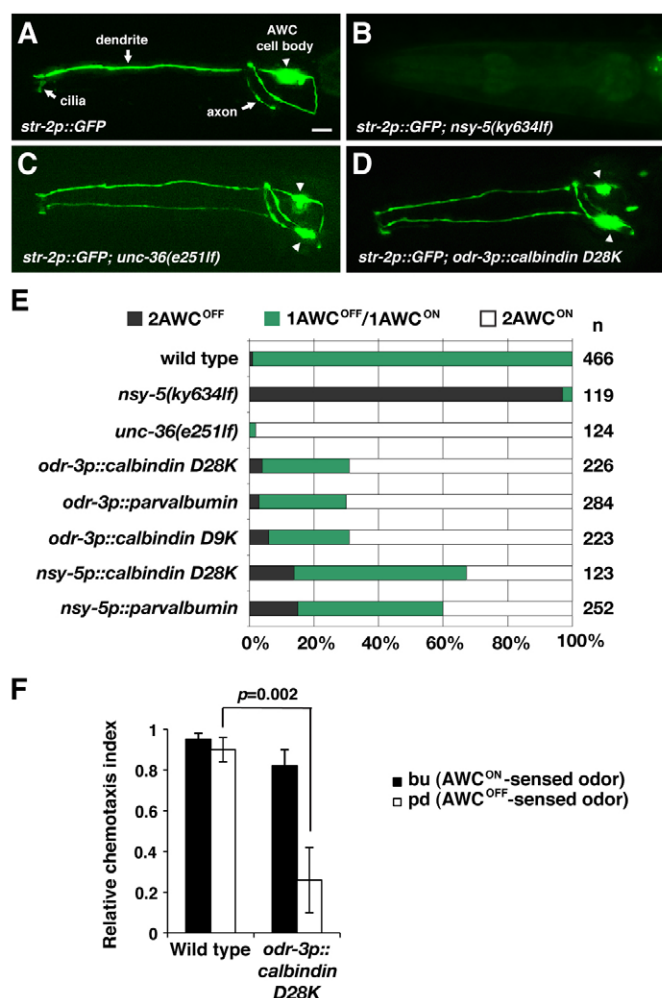 A
dendrite
AWC
cell body
cilia
axon
str-2p::GFP
B
str-2p::GFP; nsy-5(ky634lf)
C
str-2p::GFP; unc-36(e251lf)
D
str-2p::GFP; odr-3p::calbindin D28K
E
2AWCOFF 1AWCOFF/1AWCON 2AWCON n
wild type 466
nsy-5(ky634lf) 119
unc-36(e251lf) 124
odr-3p::calbindin D28K 226
odr-3p::parvalbumin 284
odr-3p::calbindin D9K 223
nsy-5p::calbindin D28K 123
nsy-5p::parvalbumin 252
0% 20% 40% 60% 80% 100%
F
p=0.002
Relative chemotaxis index
1
0.8
0.6
0.4
0.2
0
Wild type
odr-3p::
calbindin
D28K
bu (AWCON-sensed odor)
pd (AWCOFF-sensed odor)